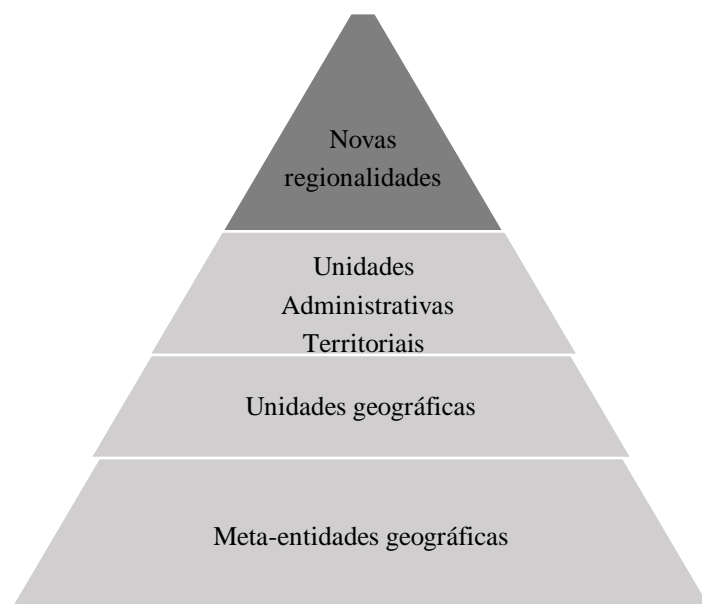 Novas
regionalidades
Unidades
Administrativas
Territoriais
Unidades geográficas
Meta-entidades geográficas